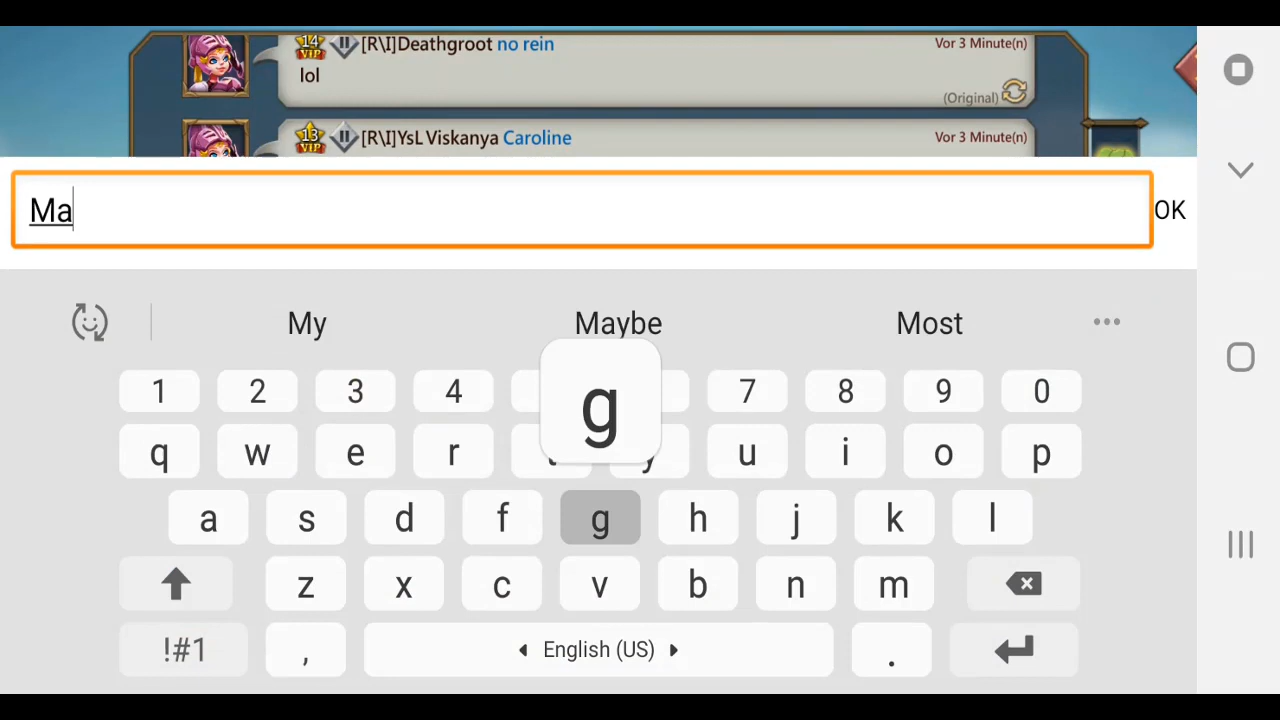 14 VIP [R\I]Deathgroot no rein Vor 3 Minute(n)
lol
(Original)
13 VIP [R\I]YsL Viskanya Caroline Vor 3 Minute(n)
Ma OK
My Maybe Most
g
1 2 3 4 7 8 9 0
q w e r t y u i o p
a s d f g h j k l
z x c v b n m
!#1 , English (US) .